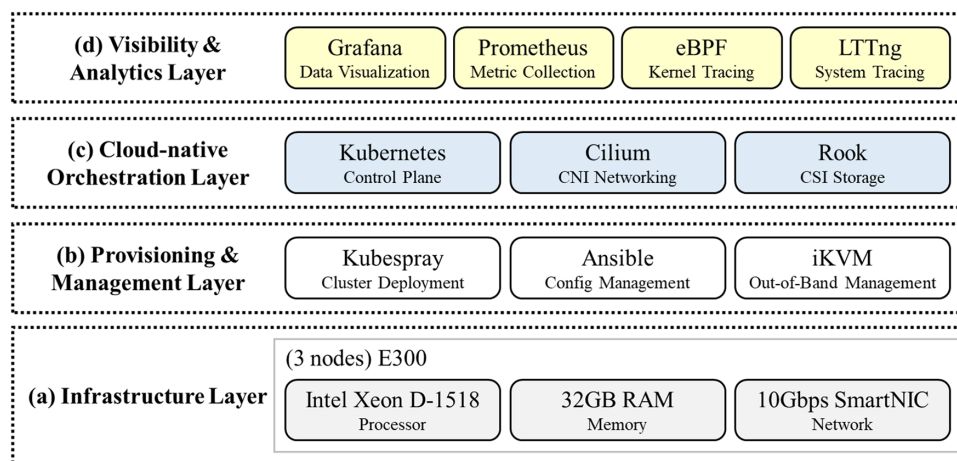 (d) Visibility &
Analytics Layer
Grafana
Data Visualization
Prometheus
Metric Collection
eBPF
Kernel Tracing
LTTng
System Tracing
(c) Cloud-native
Orchestration Layer
Kubernetes
Control Plane
Cilium
CNI Networking
Rook
CSI Storage
(b) Provisioning &
Management Layer
Kubespray
Cluster Deployment
Ansible
Config Management
iKVM
Out-of-Band Management
(a) Infrastructure Layer
(3 nodes) E300
Intel Xeon D-1518
Processor
32GB RAM
Memory
10Gbps SmartNIC
Network